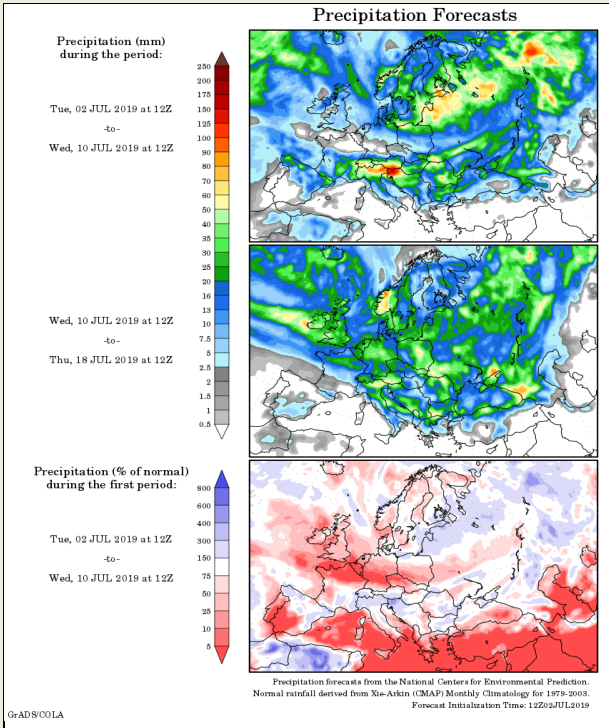 Precipitation Forecasts
Precipitation (mm)
during the period:
Tue, 02 JUL 2019 at 12Z
-to-
Wed, 10 JUL 2019 at 12Z
250
200
175
150
125
100
90
80
70
60
50
40
35
30
25
20
16
13
10
7.5
5
2.5
2
1.5
1
0.5
Wed, 10 JUL 2019 at 12Z
-to-
Thu, 18 JUL 2019 at 12Z
Precipitation (% of normal)
during the first period:
Tue, 02 JUL 2019 at 12Z
-to-
Wed, 10 JUL 2019 at 12Z
800
600
400
300
150
75
50
25
10
5
Precipitation forecasts from the National Centers for Environmental Prediction.
Normal rainfall derived from Xie-Arkin (CMAP) Monthly Climatology for 1979-2003.
Forecast Initialization Time: 12Z02JUL2019
GrADS/COLA